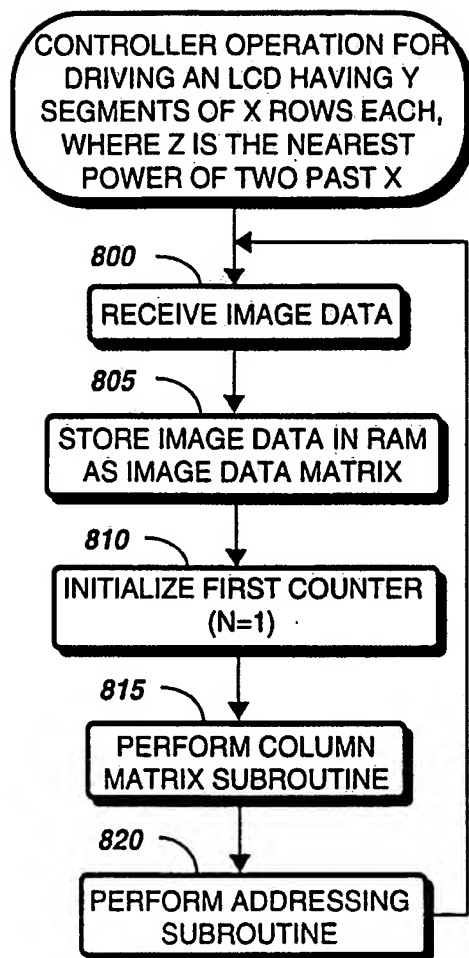 CONTROLLER OPERATION FOR
DRIVING AN LCD HAVING Y
SEGMENTS OF X ROWS EACH,
WHERE Z IS THE NEAREST
POWER OF TWO PAST X
800
RECEIVE IMAGE DATA
805
STORE IMAGE DATA IN RAM
AS IMAGE DATA MATRIX
810
INITIALIZE FIRST COUNTER
(N=1)
815
PERFORM COLUMN
MATRIX SUBROUTINE
820
PERFORM ADDRESSING
SUBROUTINE